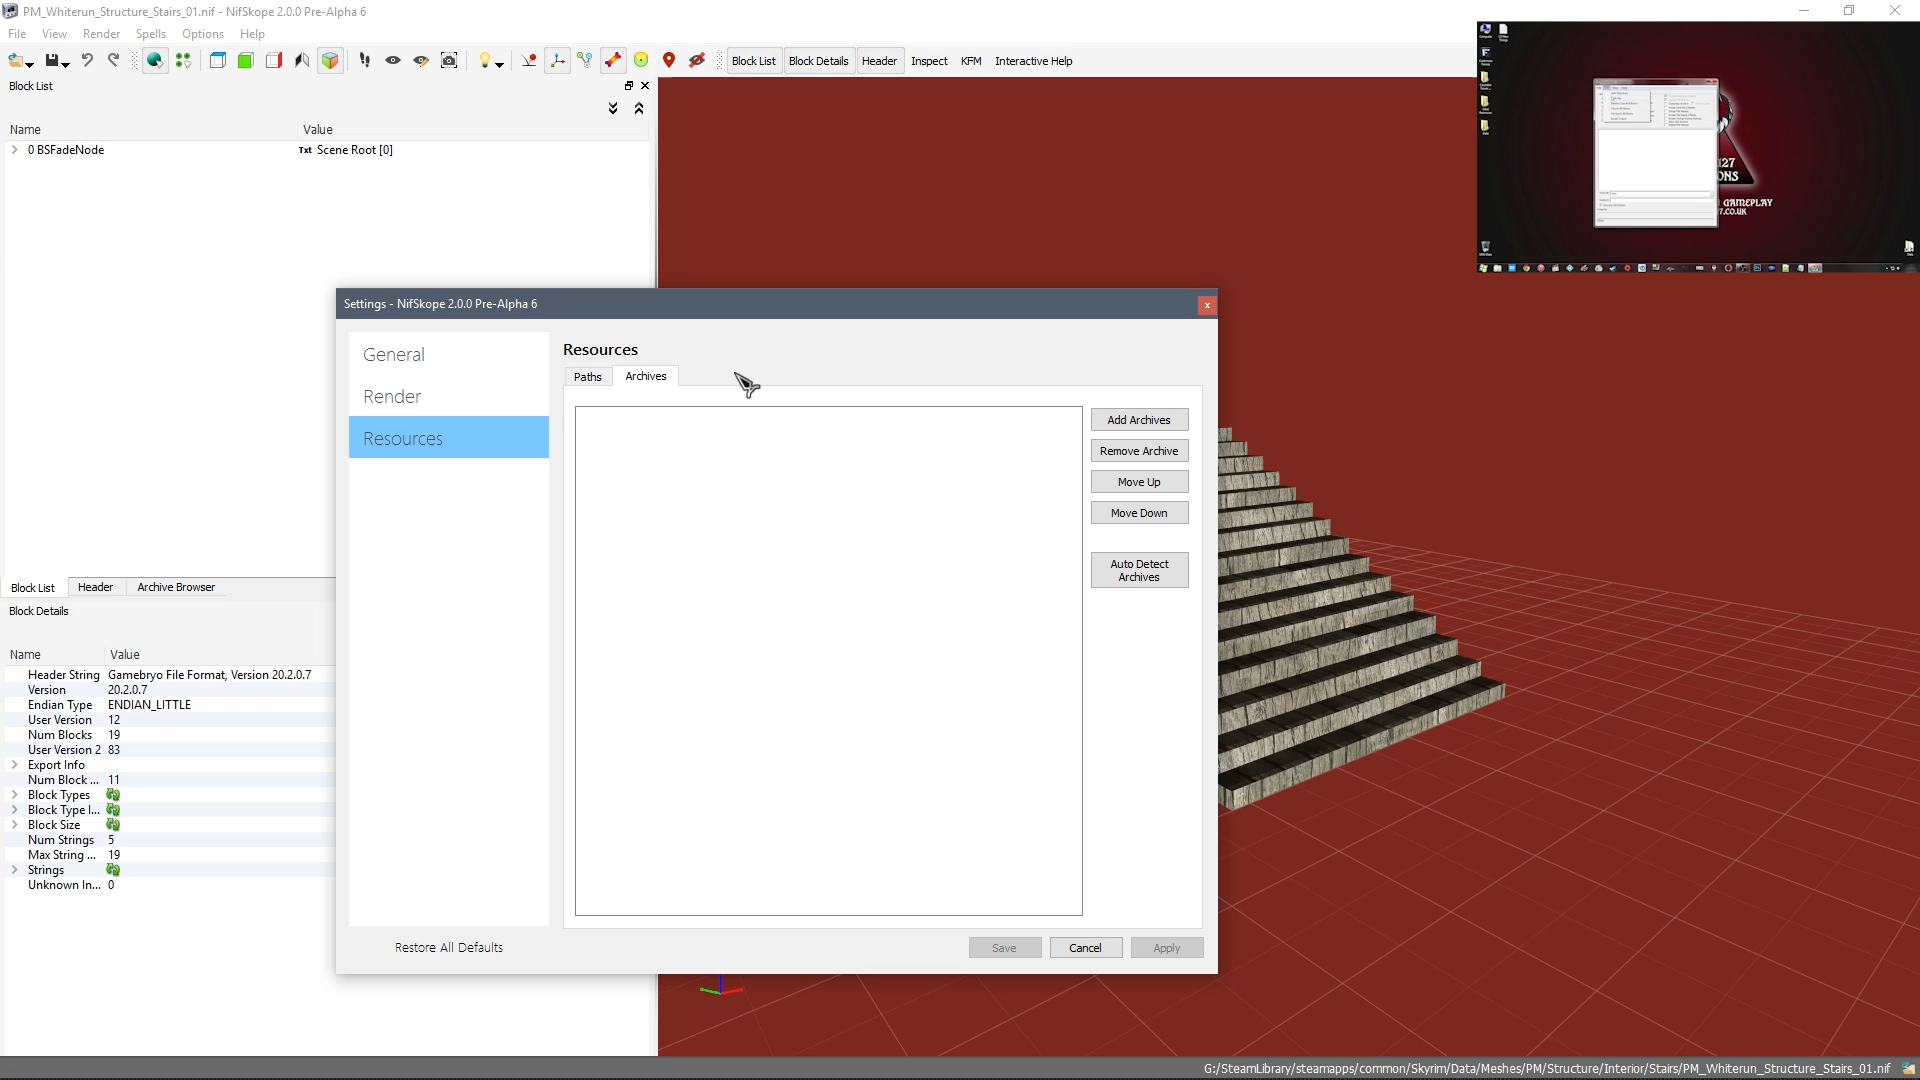 PM_Whiterun_Structure_Stairs_01.nif - NifSkope 2.0.0 Pre-Alpha 6
File View Render Spells Options Help
Block List Block Details Header Inspect KFM Interactive Help
Block List
Name Value
0 BSFadeNode Txt Scene Root [0]
127
ONS
GAMEPLAY
7.CO.UK
Settings - NifSkope 2.0.0 Pre-Alpha 6
General
Render
Resources
Resources
Paths Archives
Add Archives
Remove Archive
Move Up
Move Down
Auto Detect
Archives
Restore All Defaults
Save Cancel Apply
Block List Header Archive Browser
Block Details
Name Value
Header String Gamebryo File Format, Version 20.2.0.7
Version 20.2.0.7
Endian Type ENDIAN_LITTLE
User Version 12
Num Blocks 19
User Version 2 83
Export Info
Num Block ... 11
Block Types
Block Type I...
Block Size
Num Strings 5
Max String ... 19
Strings
Unknown In... 0
G:/SteamLibrary/steamapps/common/Skyrim/Data/Meshes/PM/Structure/Interior/Stairs/PM_Whiterun_Structure_Stairs_01.nif